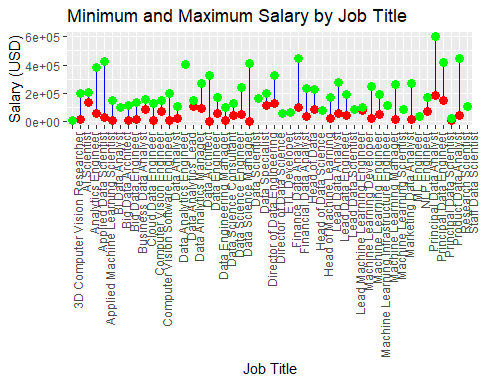 Minimum and Maximum Salary by Job Title
Salary (USD)
6e+05
4e+05
2e+05
0e+00
3D Computer Vision Researcher
AI Scientist
Analytics Engineer
Applied Data Scientist
Applied Machine Learning Scientist
BI Data Analyst
Big Data Architect
Big Data Engineer
Business Data Analyst
Cloud Data Engineer
Computer Vision Engineer
Computer Vision Software Engineer
Data Analyst
Data Analytics Engineer
Data Analytics Lead
Data Analytics Manager
Data Architect
Data Engineer
Data Engineering Manager
Data Science Consultant
Data Science Engineer
Data Science Manager
Data Scientist
Data Specialist
Director of Data Engineering
Director of Data Science
ETL Developer
Finance Data Analyst
Financial Data Analyst
Head of Data
Head of Data Science
Head of Machine Learning
Lead Data Analyst
Lead Data Engineer
Lead Data Scientist
Lead Machine Learning Engineer
Machine Learning Developer
Machine Learning Engineer
Machine Learning Infrastructure Engineer
Machine Learning Manager
Machine Learning Scientist
Marketing Data Analyst
ML Engineer
NLP Engineer
Principal Data Analyst
Principal Data Engineer
Principal Data Scientist
Product Data Analyst
Research Scientist
Staff Data Scientist
Job Title